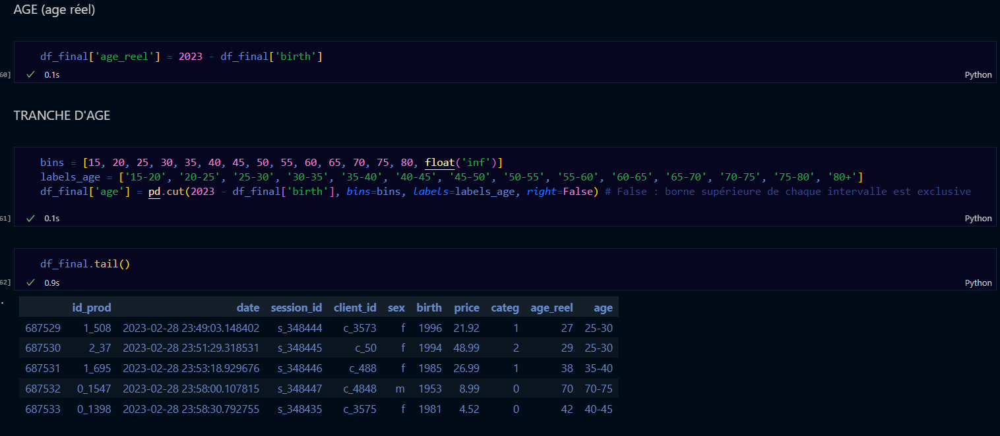 AGE (age réel)
df_final['age_reel'] = 2023 - df_final['birth']
60]
0.1s
Python
TRANCHE D'AGE
bins = [15, 20, 25, 30, 35, 40, 45, 50, 55, 60, 65, 70, 75, 80, float('inf')]
labels_age = ['15-20', '20-25', '25-30', '30-35', '35-40', '40-45', '45-50', '50-55', '55-60', '60-65', '65-70', '70-75', '75-80', '80+']
df_final['age'] = pd.cut(2023 - df_final['birth'], bins=bins, labels=labels_age, right=False) # False : borne supérieure de chaque intervalle est exclusive
61]
0.1s
Python
df_final.tail()
62]
0.9s
Python
id_prod date session_id client_id sex birth price categ age_reel age
687529 1_508 2023-02-28 23:49:03.148402 s_348444 c_3573 f 1996 21.92 1 27 25-30
687530 2_37 2023-02-28 23:51:29.318531 s_348445 c_50 f 1994 48.99 2 29 25-30
687531 1_695 2023-02-28 23:53:18.929676 s_348446 c_488 f 1985 26.99 1 38 35-40
687532 0_1547 2023-02-28 23:58:00.107815 s_348447 c_4848 m 1953 8.99 0 70 70-75
687533 0_1398 2023-02-28 23:58:30.792755 s_348435 c_3575 f 1981 4.52 0 42 40-45